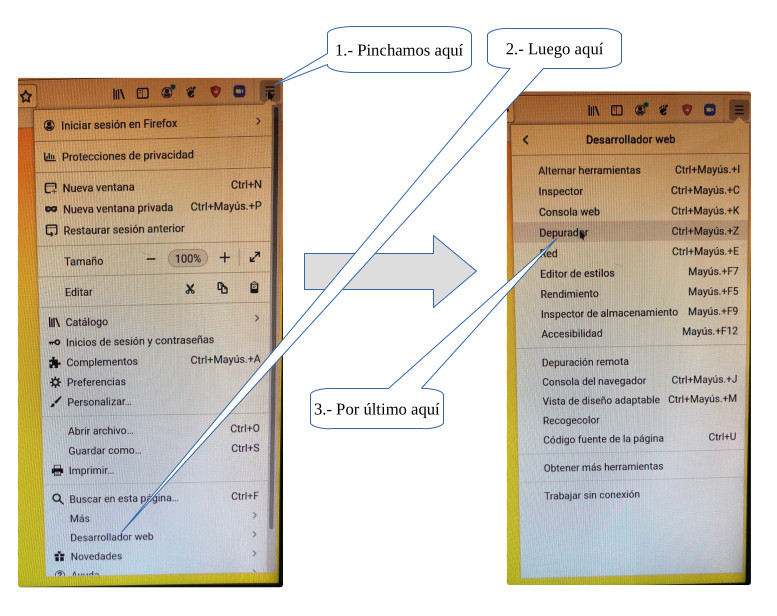 1.- Pinchamos aquí
2.- Luego aquí
Iniciar sesión en Firefox
Protecciones de privacidad
Nueva ventana Ctrl+N
Nueva ventana privada Ctrl+Mayús.+P
Restaurar sesión anterior
Tamaño − 100% +
Editar
Catálogo
Inicios de sesión y contraseñas
Complementos Ctrl+Mayús.+A
Preferencias
Personalizar...
Abrir archivo... Ctrl+O
Guardar como... Ctrl+S
Imprimir...
Buscar en esta página... Ctrl+F
Más
Desarrollador web
Novedades
Ayuda
Desarrollador web
Alternar herramientas Ctrl+Mayús.+I
Inspector Ctrl+Mayús.+C
Consola web Ctrl+Mayús.+K
Depurador Ctrl+Mayús.+Z
Red Ctrl+Mayús.+E
Editor de estilos Mayús.+F7
Rendimiento Mayús.+F5
Inspector de almacenamiento Mayús.+F9
Accesibilidad Mayús.+F12
Depuración remota
Consola del navegador Ctrl+Mayús.+J
Vista de diseño adaptable Ctrl+Mayús.+M
Recogecolor
Código fuente de la página Ctrl+U
Obtener más herramientas
Trabajar sin conexión
3.- Por último aquí